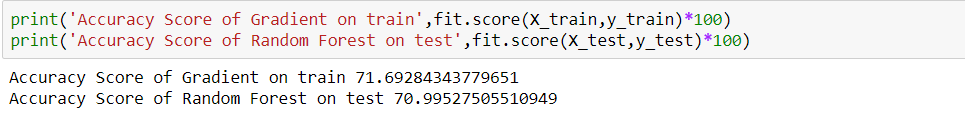 print('Accuracy Score of Gradient on train',fit.score(X_train,y_train)*100)
print('Accuracy Score of Random Forest on test',fit.score(X_test,y_test)*100)
Accuracy Score of Gradient on train 71.69284343779651
Accuracy Score of Random Forest on test 70.99527505510949